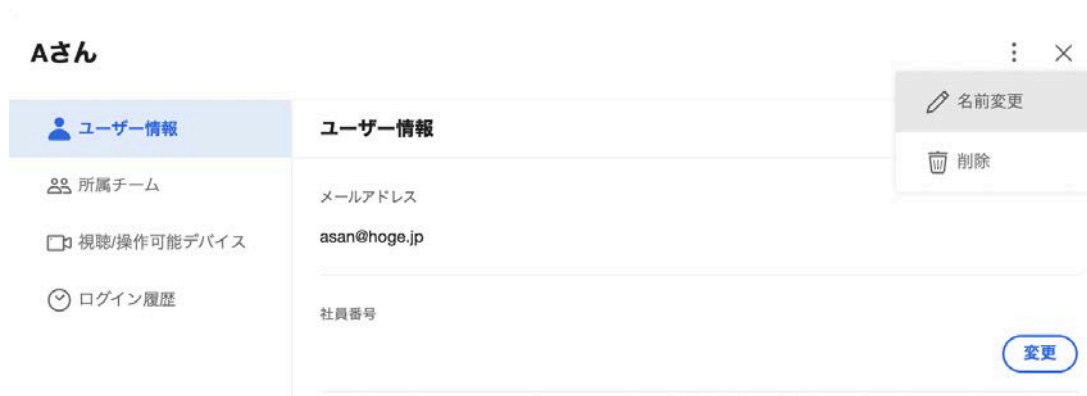 Aさん
名前変更
削除
ユーザー情報
所属チーム
視聴/操作可能デバイス
ログイン履歴
ユーザー情報
メールアドレス
asan@hoge.jp
社員番号
変更